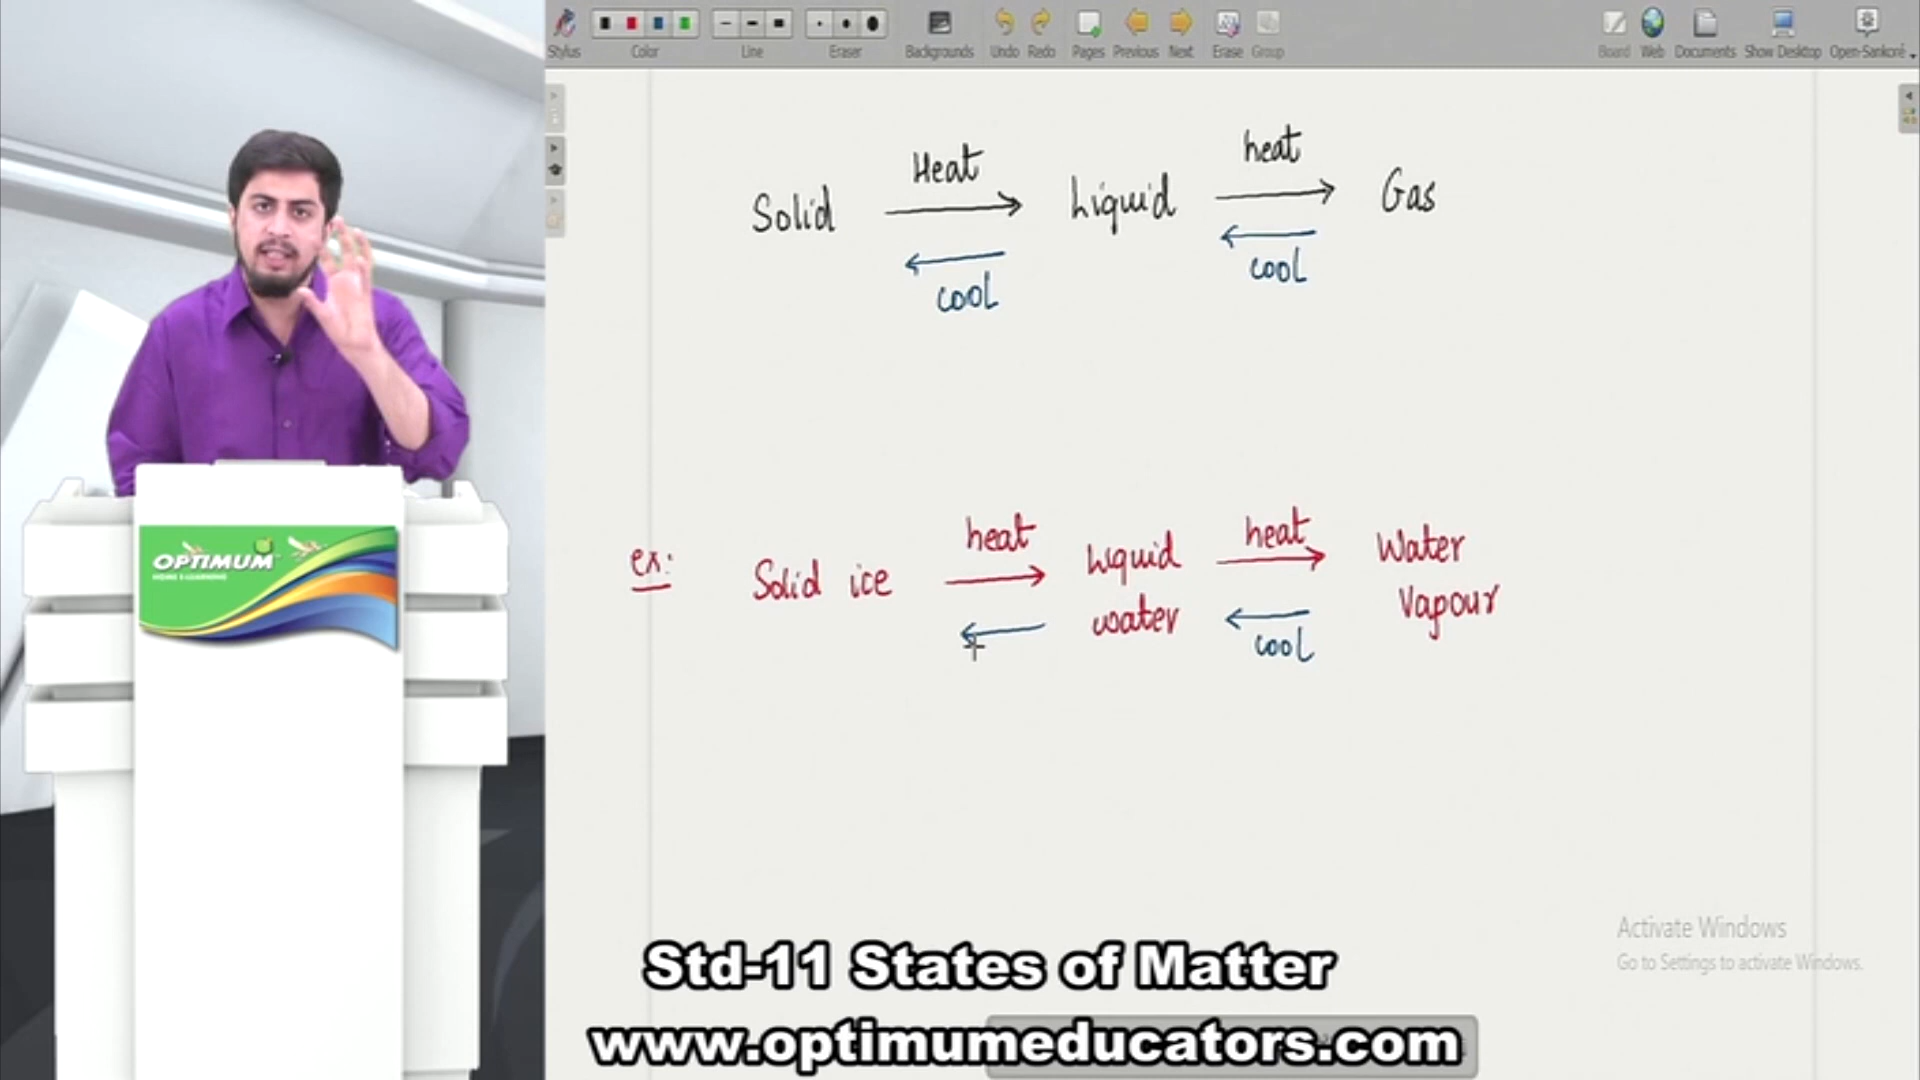 Stylus Color Line Eraser Backgrounds Undo Redo Pages Previous Next Erase Group Board Web Documents Show Desktop Open-Sankoré
Heat heat
Solid Liquid Gas
cool cool
heat heat
ex: Solid ice Liquid Water
water Vapour
cool
OPTIMUM
HOME E-LEARNING
Activate Windows
Go to Settings to activate Windows.
Std-11 States of Matter
www.optimumeducators.com